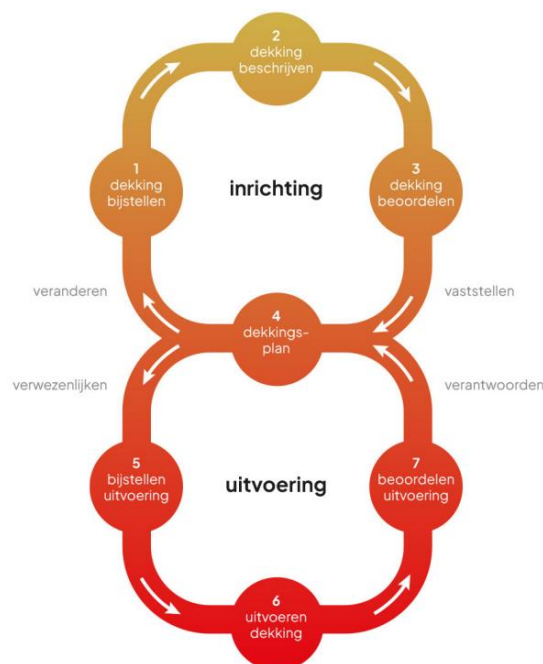 2
dekking
beschrijven
1
dekking
bijstellen
inrichting
3
dekking
beoordelen
veranderen
vaststellen
4
dekkings-
plan
verwezenlijken
verantwoorden
5
bijstellen
uitvoering
uitvoering
7
beoordelen
uitvoering
6
uitvoeren
dekking